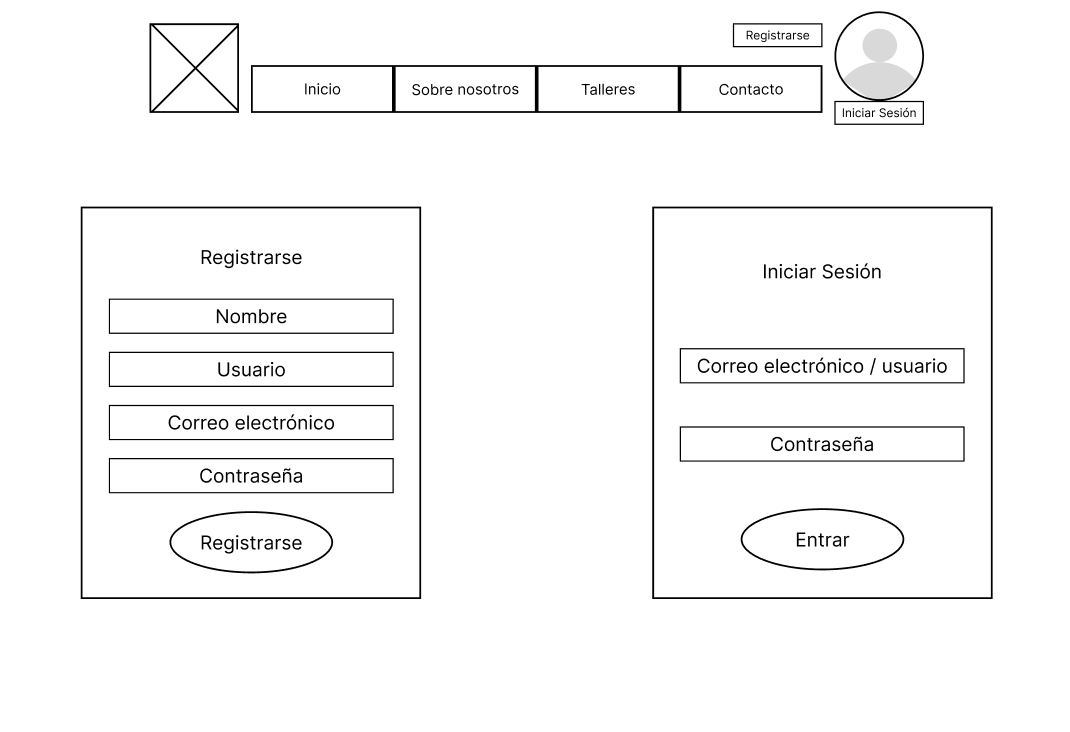 Registrarse
Inicio
Sobre nosotros
Talleres
Contacto
Iniciar Sesión
Registrarse
Nombre
Usuario
Correo electrónico
Contraseña
Registrarse
Iniciar Sesión
Correo electrónico / usuario
Contraseña
Entrar